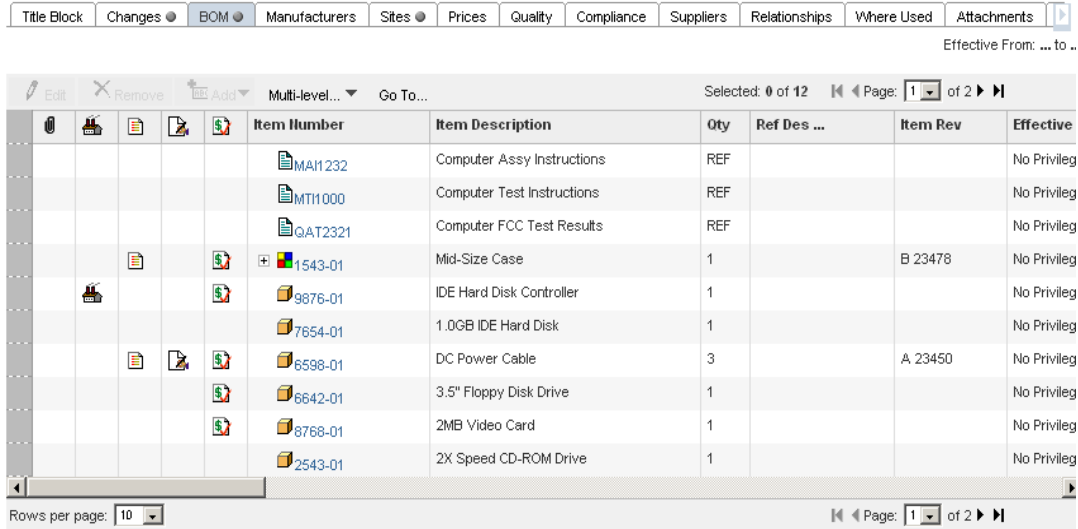 Title Block Changes BOM Manufacturers Sites Prices Quality Compliance Suppliers Relationships Where Used Attachments
Effective From: ... to ..
Edit Remove Add Multi-level... Go To... Selected: 0 of 12 Page: 1 of 2
Item Number Item Description Qty Ref Des ... Item Rev Effective
MAI1232 Computer Assy Instructions REF No Privileg
MTI1000 Computer Test Instructions REF No Privileg
QAT2321 Computer FCC Test Results REF No Privileg
1543-01 Mid-Size Case 1 B 23478 No Privileg
9876-01 IDE Hard Disk Controller 1 No Privileg
7654-01 1.0GB IDE Hard Disk 1 No Privileg
6598-01 DC Power Cable 3 A 23450 No Privileg
6642-01 3.5" Floppy Disk Drive 1 No Privileg
8768-01 2MB Video Card 1 No Privileg
2543-01 2X Speed CD-ROM Drive 1 No Privileg
Rows per page: 10 Page: 1 of 2